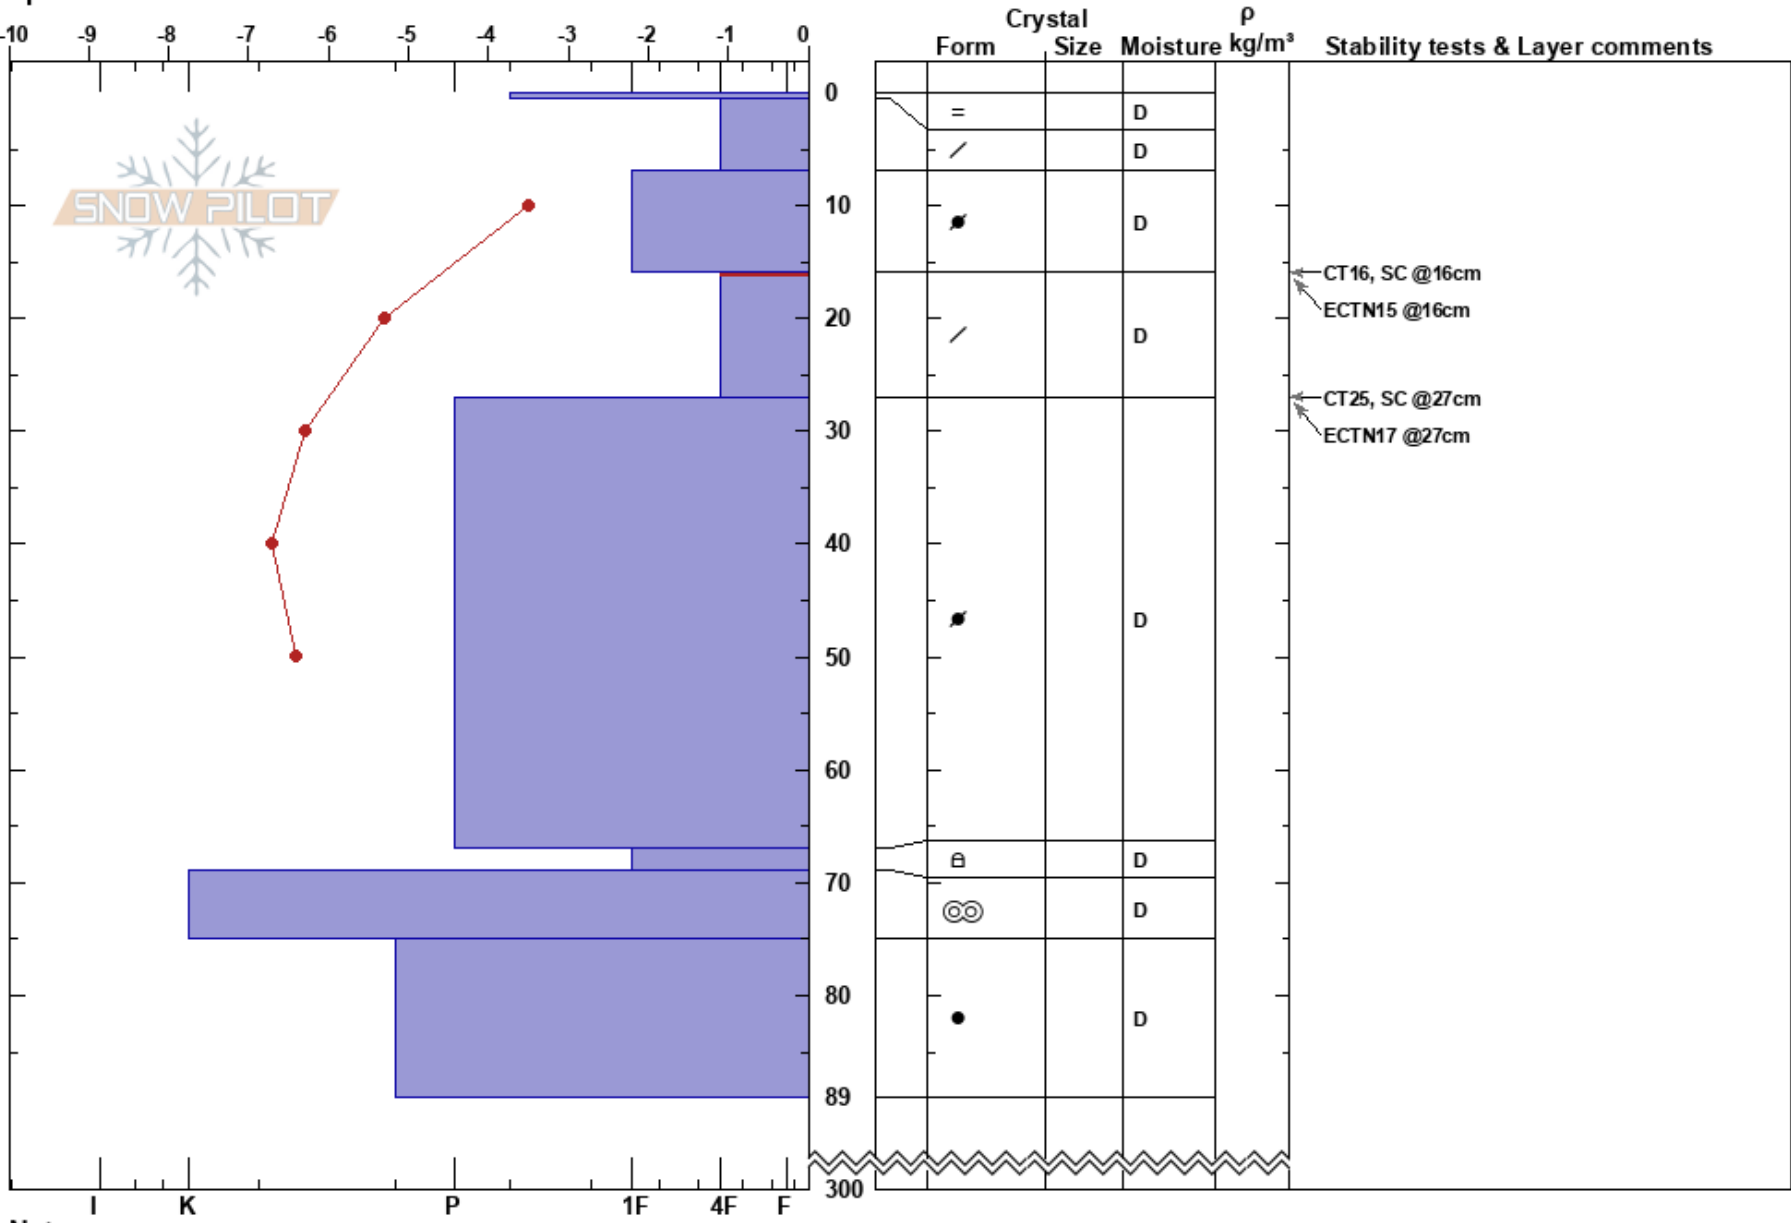 -10 -9 -8 -7 -6 -5 -4 -3 -2 -1 0
Crystal
ρ
Form Size Moisture kg/m³ Stability tests & Layer comments
0
= D
D
SNOW PILOT
10
D
CT16, SC @16cm
ECTN15 @16cm
20
D
CT25, SC @27cm
ECTN17 @27cm
30
40
D
50
60
D
70
D
80
D
89
300
I K P 1F 4F F